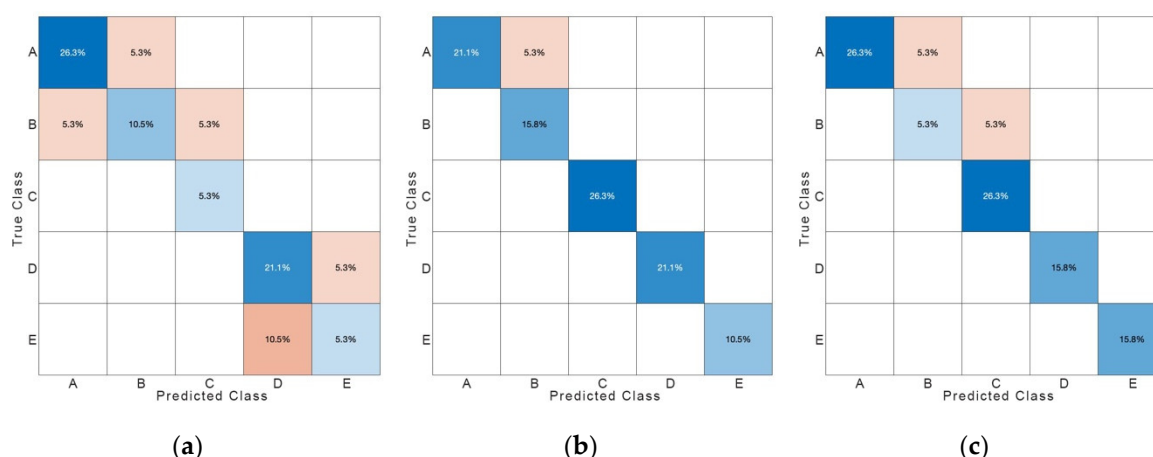 A 26.3% 5.3%
B 5.3% 10.5% 5.3%
C 5.3%
D 21.1% 5.3%
E 10.5% 5.3%
True Class
A B C D E
Predicted Class
(a)
A 21.1% 5.3%
B 15.8%
C 26.3%
D 21.1%
E 10.5%
True Class
A B C D E
Predicted Class
(b)
A 26.3% 5.3%
B 5.3% 5.3%
C 26.3%
D 15.8%
E 15.8%
True Class
A B C D E
Predicted Class
(c)